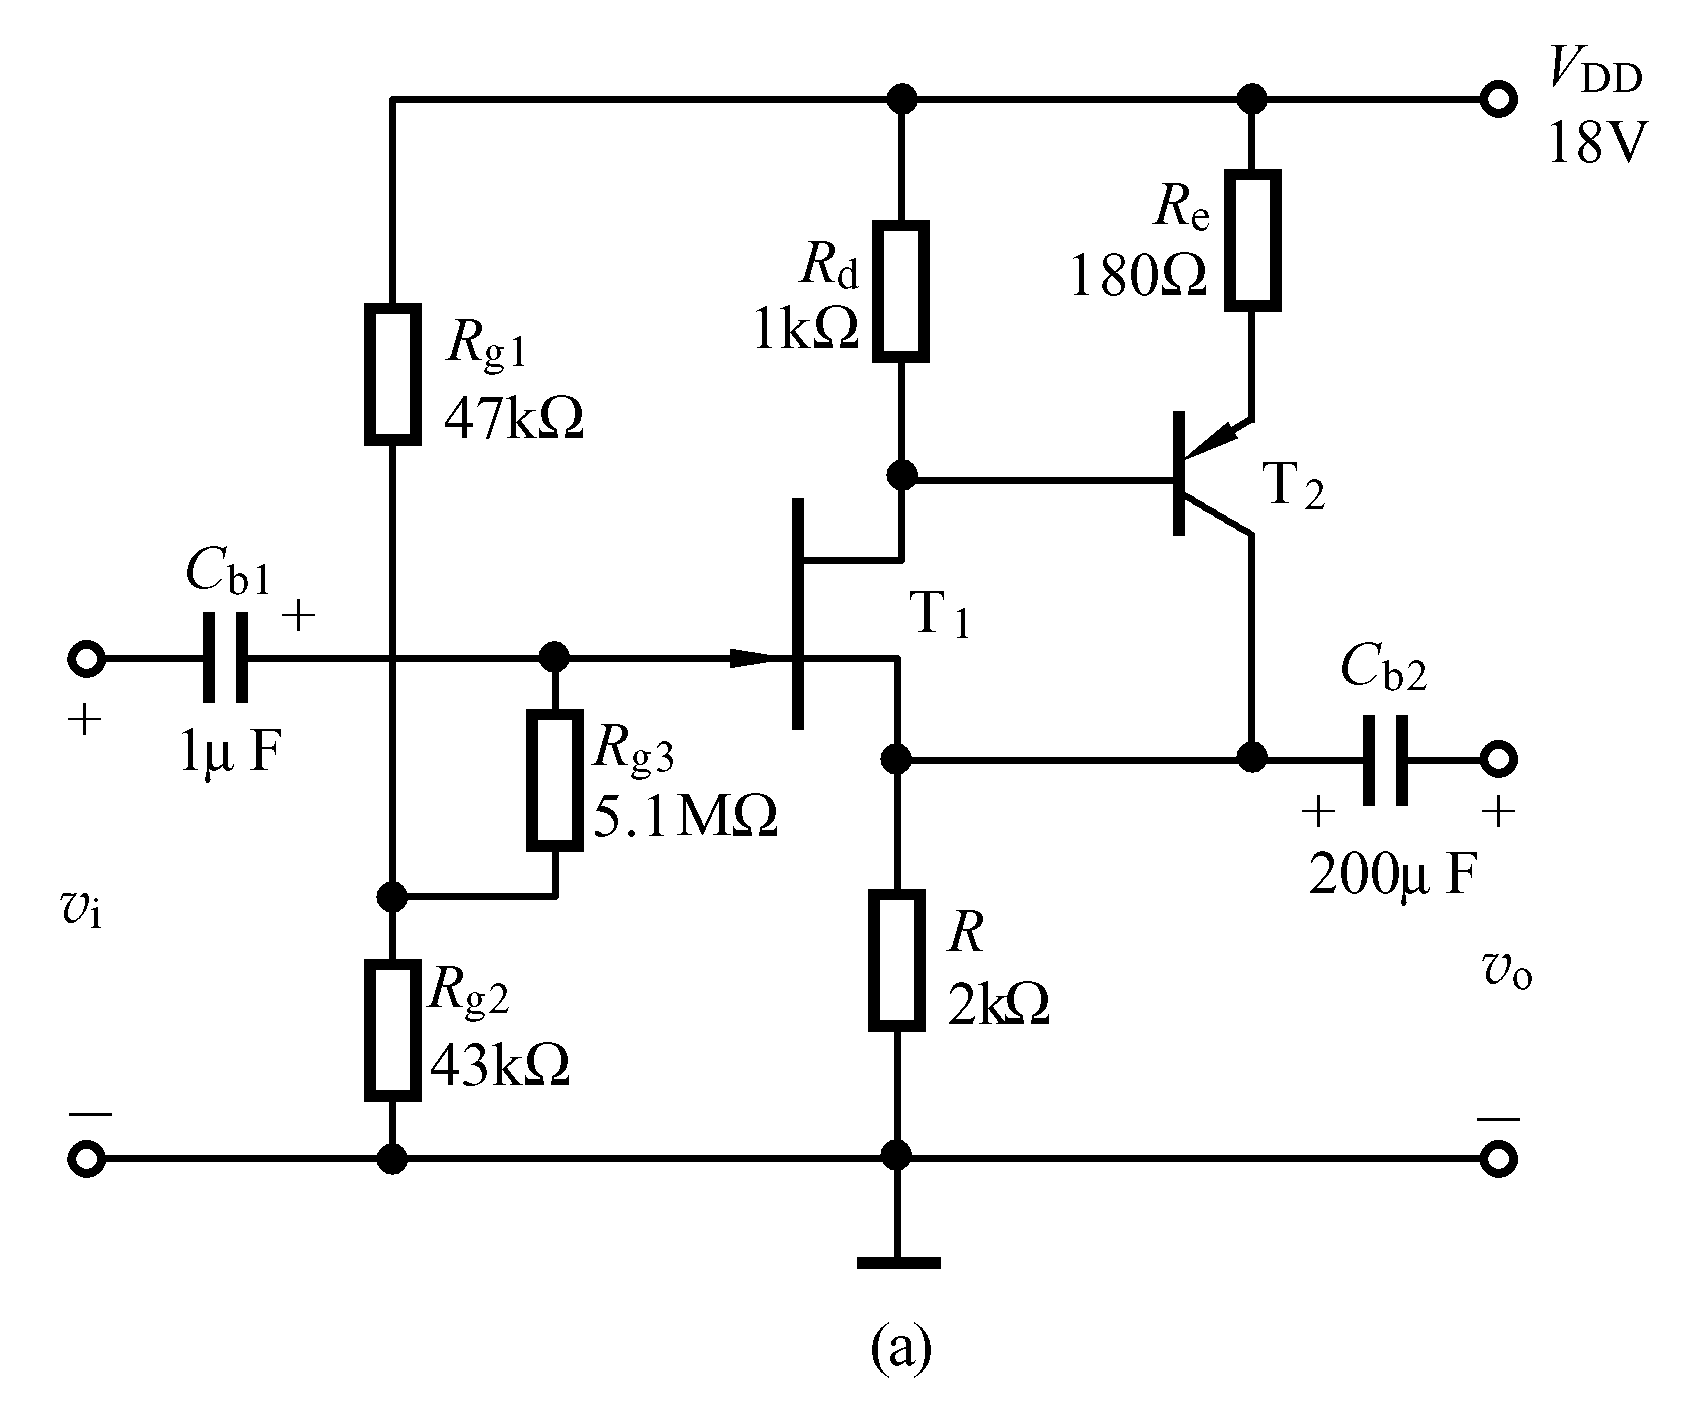 V_DD
18V
R_e
180Ω
R_d
1kΩ
R_g1
47kΩ
T_2
C_b1
+
T_1
C_b2
+
1μ F
R_g3
5.1MΩ
+
+
200μ F
v_i
R
2kΩ
v_o
R_g2
43kΩ
—
—
(a)